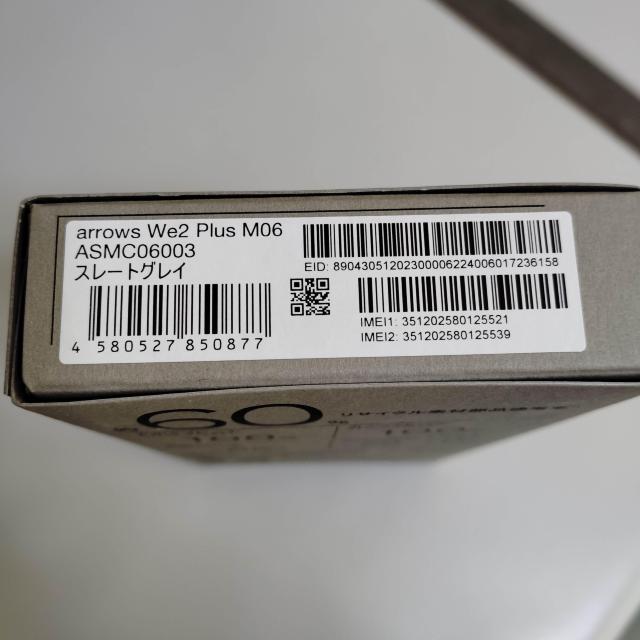 arrows We2 Plus M06
ASMC06003
スレートグレイ
4 580527 850877
EID: 89043051202300006224006017236158
IMEI1: 351202580125521
IMEI2: 351202580125539
60%